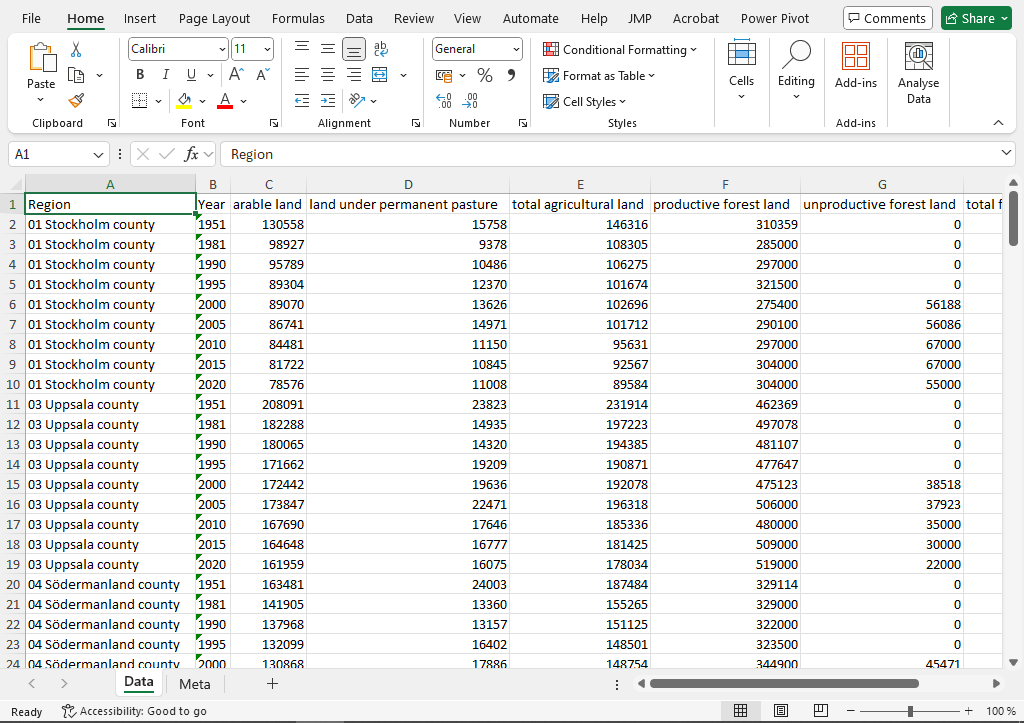 File Home Insert Page Layout Formulas Data Review View Automate Help JMP Acrobat Power Pivot Comments Share
Paste
Clipboard
Calibri 11
B I U A A
A
Font
ab
Alignment
General
% 9
Number
Conditional Formatting
Format as Table
Cell Styles
Styles
Cells
Editing
Add-ins
Add-ins
Analyse
Data
A1 fx Region
A B C D E F G
1 Region Year arable land land under permanent pasture total agricultural land productive forest land unproductive forest land total f
2 01 Stockholm county 1951 130558 15758 146316 310359 0
3 01 Stockholm county 1981 98927 9378 108305 285000 0
4 01 Stockholm county 1990 95789 10486 106275 297000 0
5 01 Stockholm county 1995 89304 12370 101674 321500 0
6 01 Stockholm county 2000 89070 13626 102696 275400 56188
7 01 Stockholm county 2005 86741 14971 101712 290100 56086
8 01 Stockholm county 2010 84481 11150 95631 297000 67000
9 01 Stockholm county 2015 81722 10845 92567 304000 67000
10 01 Stockholm county 2020 78576 11008 89584 304000 55000
11 03 Uppsala county 1951 208091 23823 231914 462369 0
12 03 Uppsala county 1981 182288 14935 197223 497078 0
13 03 Uppsala county 1990 180065 14320 194385 481107 0
14 03 Uppsala county 1995 171662 19209 190871 477647 0
15 03 Uppsala county 2000 172442 19636 192078 475123 38518
16 03 Uppsala county 2005 173847 22471 196318 506000 37923
17 03 Uppsala county 2010 167690 17646 185336 480000 35000
18 03 Uppsala county 2015 164648 16777 181425 509000 30000
19 03 Uppsala county 2020 161959 16075 178034 519000 22000
20 04 Södermanland county 1951 163481 24003 187484 329114 0
21 04 Södermanland county 1981 141905 13360 155265 329000 0
22 04 Södermanland county 1990 137968 13157 151125 322000 0
23 04 Södermanland county 1995 132099 16402 148501 323500 0
24 04 Södermanland county 2000 130868 17886 148754 344900 45471
Data Meta +
Ready Accessibility: Good to go 100 %